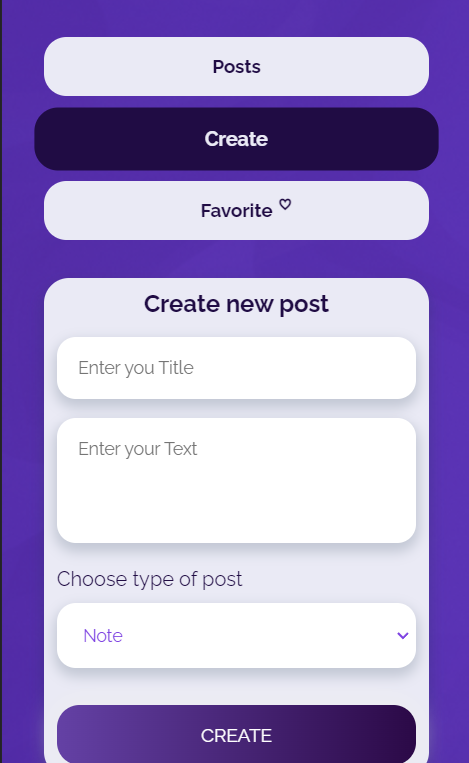 Posts
Create
Favorite ♡
Create new post
Enter you Title
Enter your Text
Choose type of post
Note
CREATE